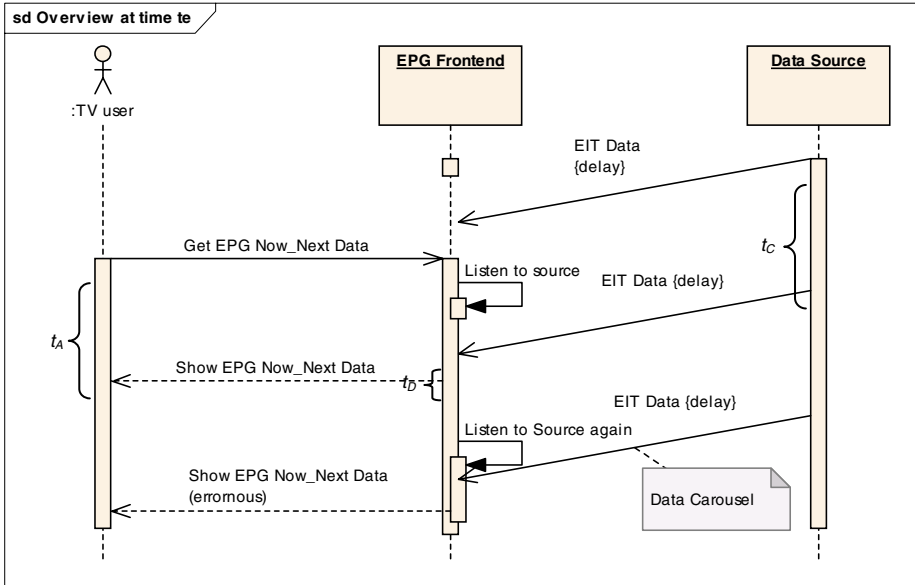 sd Overview at time te
:TV user
EPG Frontend
Data Source
EIT Data
{delay}
Get EPG Now_Next Data
tC
Listen to source
EIT Data {delay}
tA
Show EPG Now_Next Data
tD
EIT Data {delay}
Listen to Source again
Show EPG Now_Next Data
(errornous)
Data Carousel